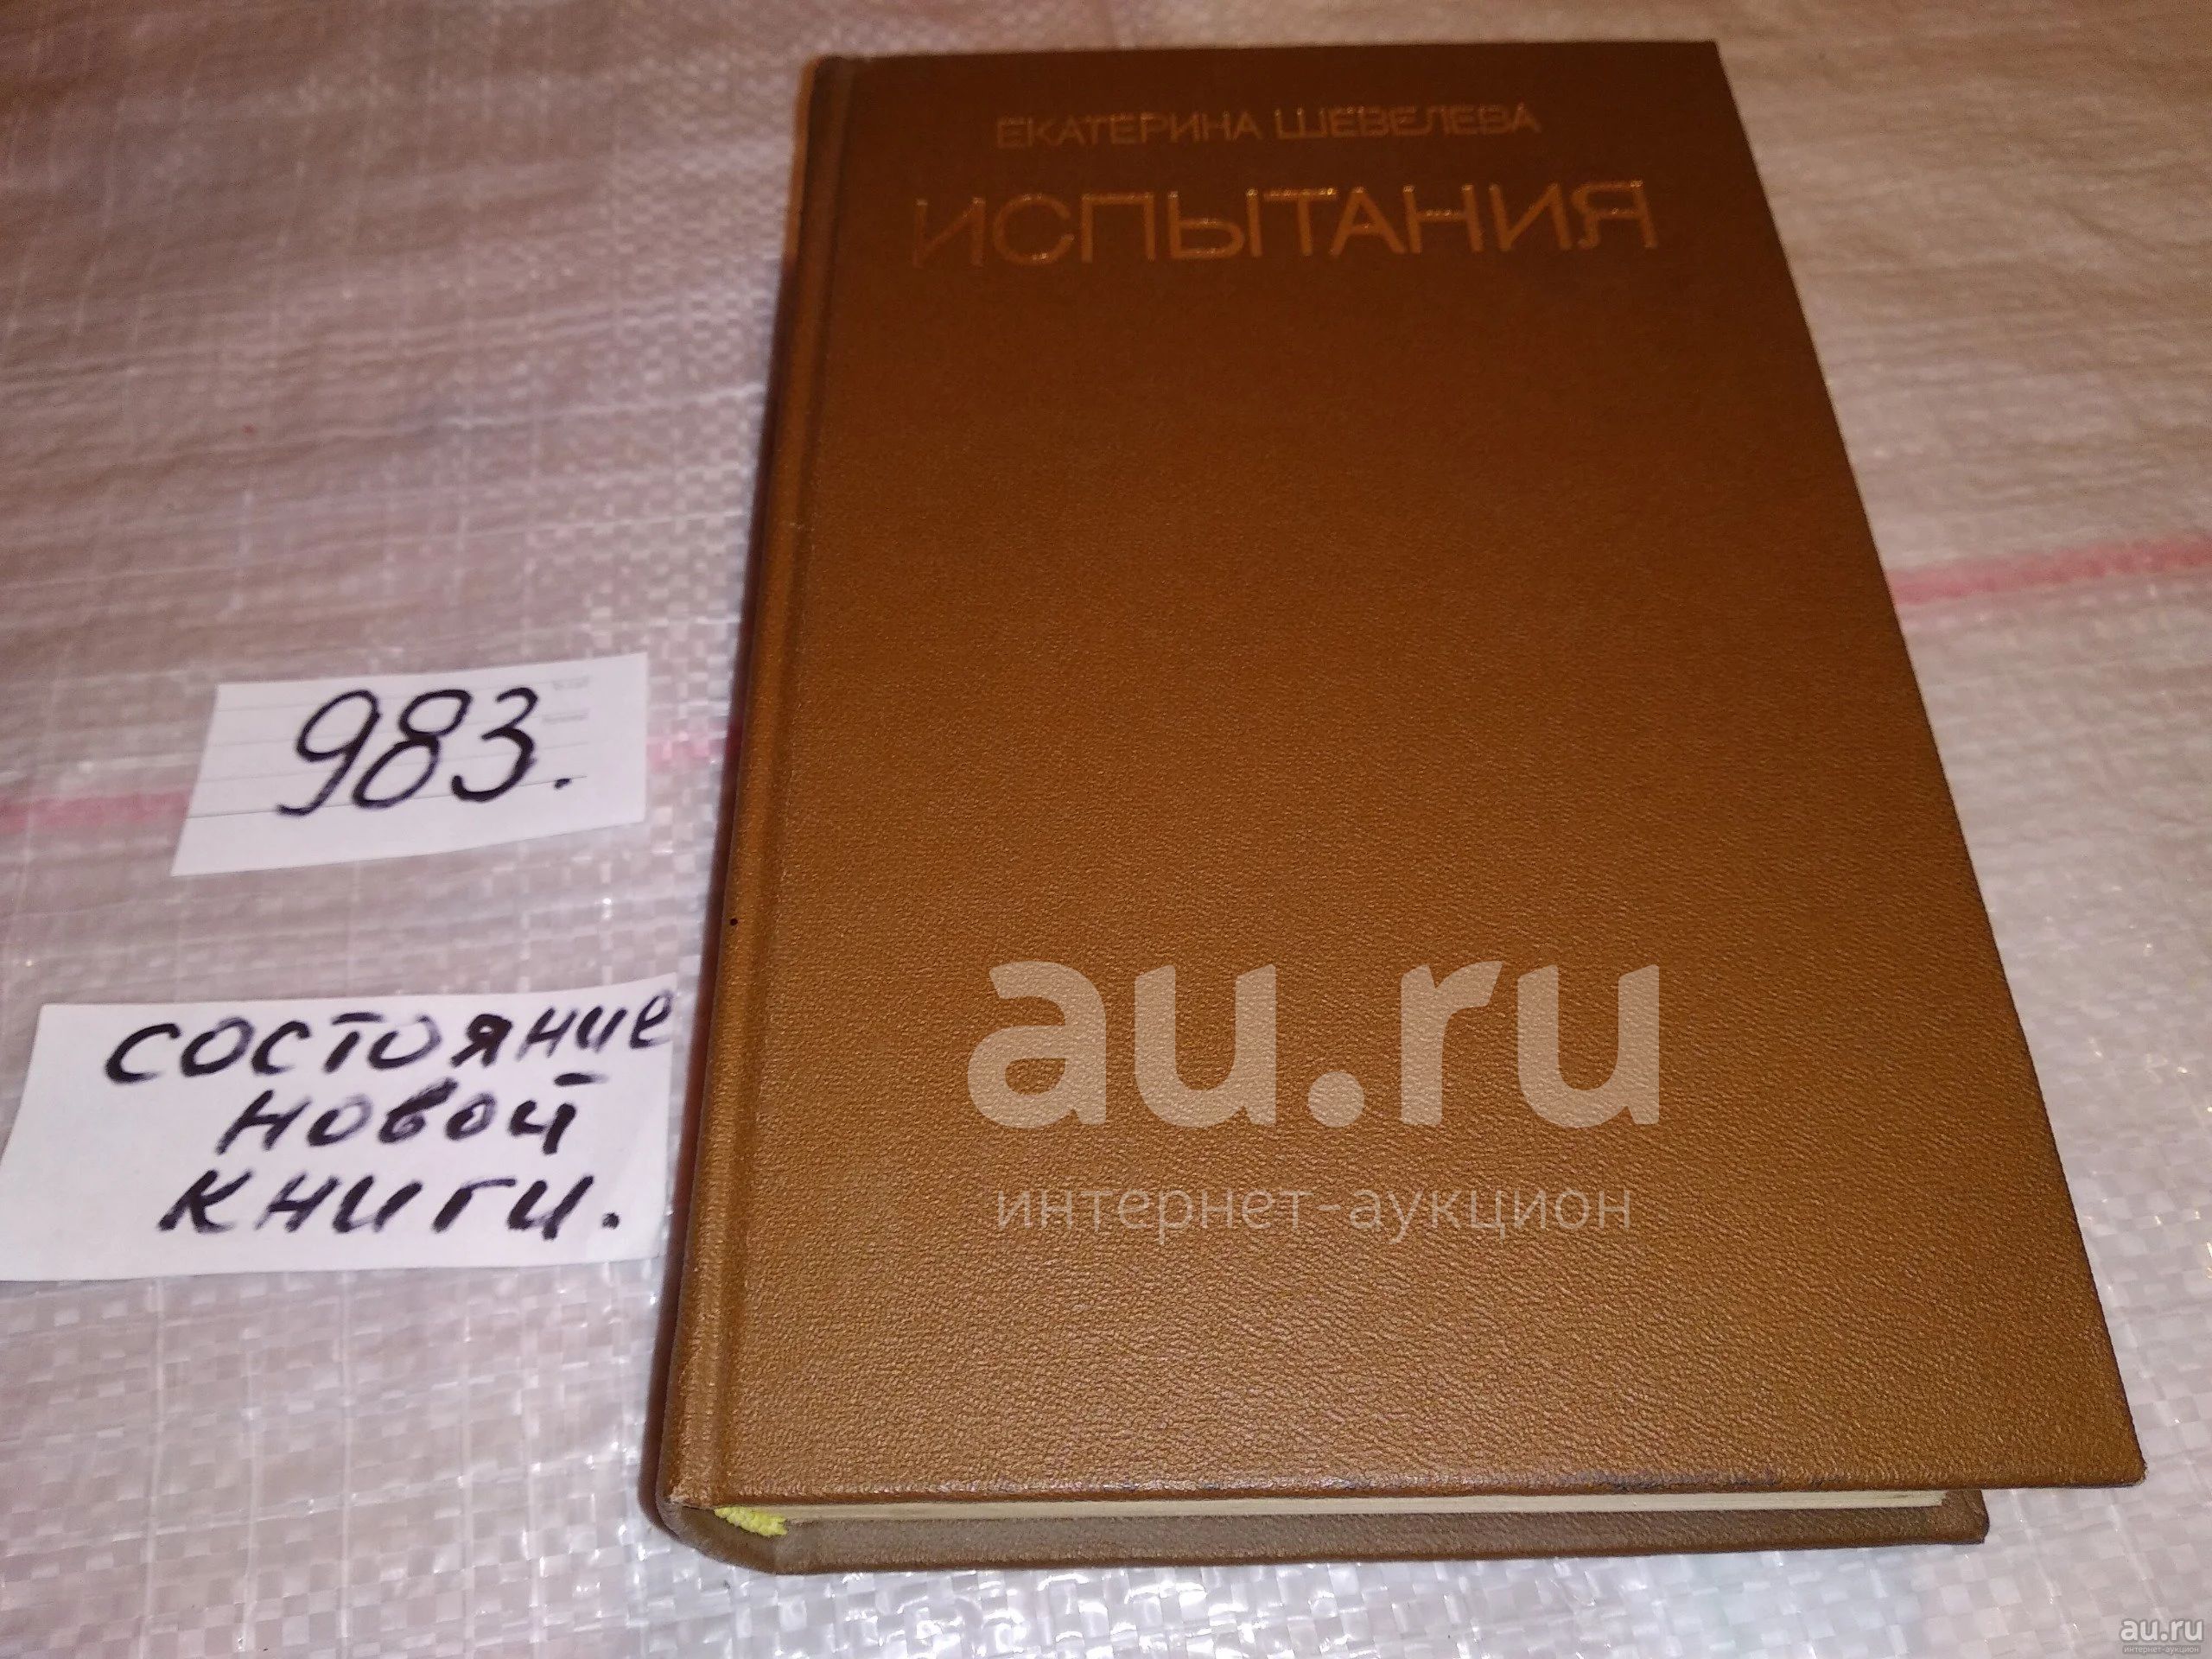 ЕКАТЕРИНА ШЕВЕЛЕВА
ИСПЫТАНИЯ
983.
состояние
новой
книги.
au.ru
интернет-аукцион
au.ru
интернет-аукцион